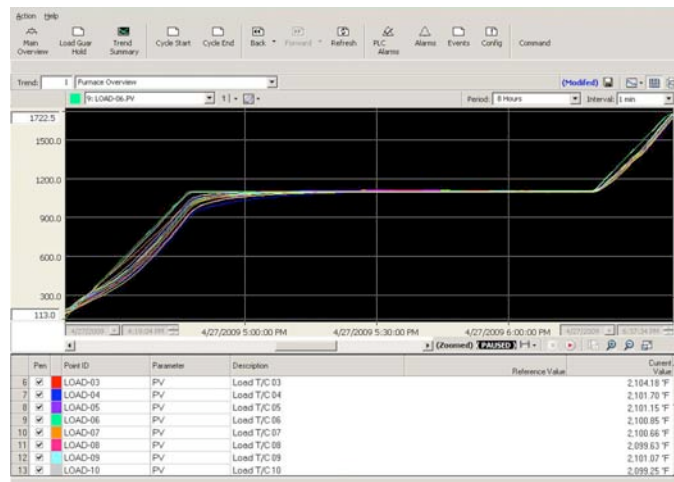 Action Help
Main Overview Load Guar Hold Trend Summary Cycle Start Cycle End Back Forward Refresh PLC Alarms Alarms Events Config Command
Trend: 1 Furnace Overview (Modified)
9: LOAD-06.PV 1 Period: 8 Hours Interval: 1 min
1722.5
1500.0
1200.0
900.0
600.0
300.0
113.0
4/27/2009 4/27/2009 5:00:00 PM 4/27/2009 5:30:00 PM 4/27/2009 6:00:00 PM 4/27/2009
(Zoomed) (PAUSED)
Pen Point ID Parameter Description Reference Value Current Value
6 LOAD-03 PV Load T/C 03 2,104.18 °F
7 LOAD-04 PV Load T/C 04 2,101.70 °F
8 LOAD-05 PV Load T/C 05 2,101.15 °F
9 LOAD-06 PV Load T/C 06 2,100.85 °F
10 LOAD-07 PV Load T/C 07 2,100.66 °F
11 LOAD-08 PV Load T/C 08 2,099.63 °F
12 LOAD-09 PV Load T/C 09 2,101.07 °F
13 LOAD-10 PV Load T/C 10 2,099.25 °F